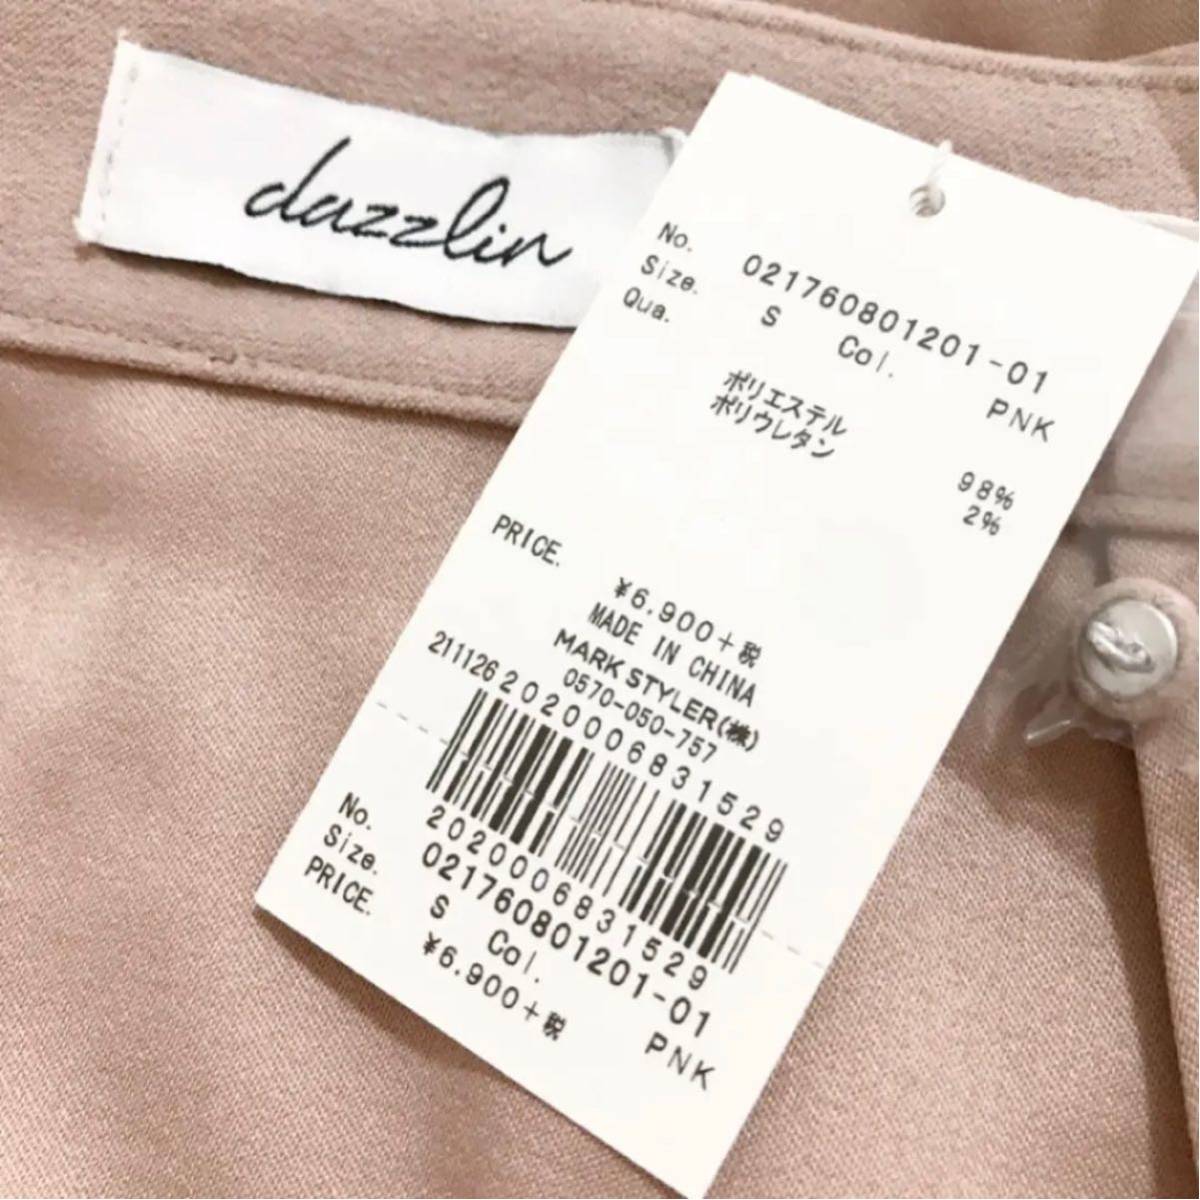 dazzlin
No. 021760801201-01
Size. S Col. PNK
Qua.
ポリエステル 98%
ポリウレタン 2%
PRICE. ¥6.900+税
MADE IN CHINA
MARK STYLER(株)
0570-050-757
211126 2020006831529
2020006831529
No. 021760801201-01
Size. S Col. PNK
PRICE. ¥6.900+税